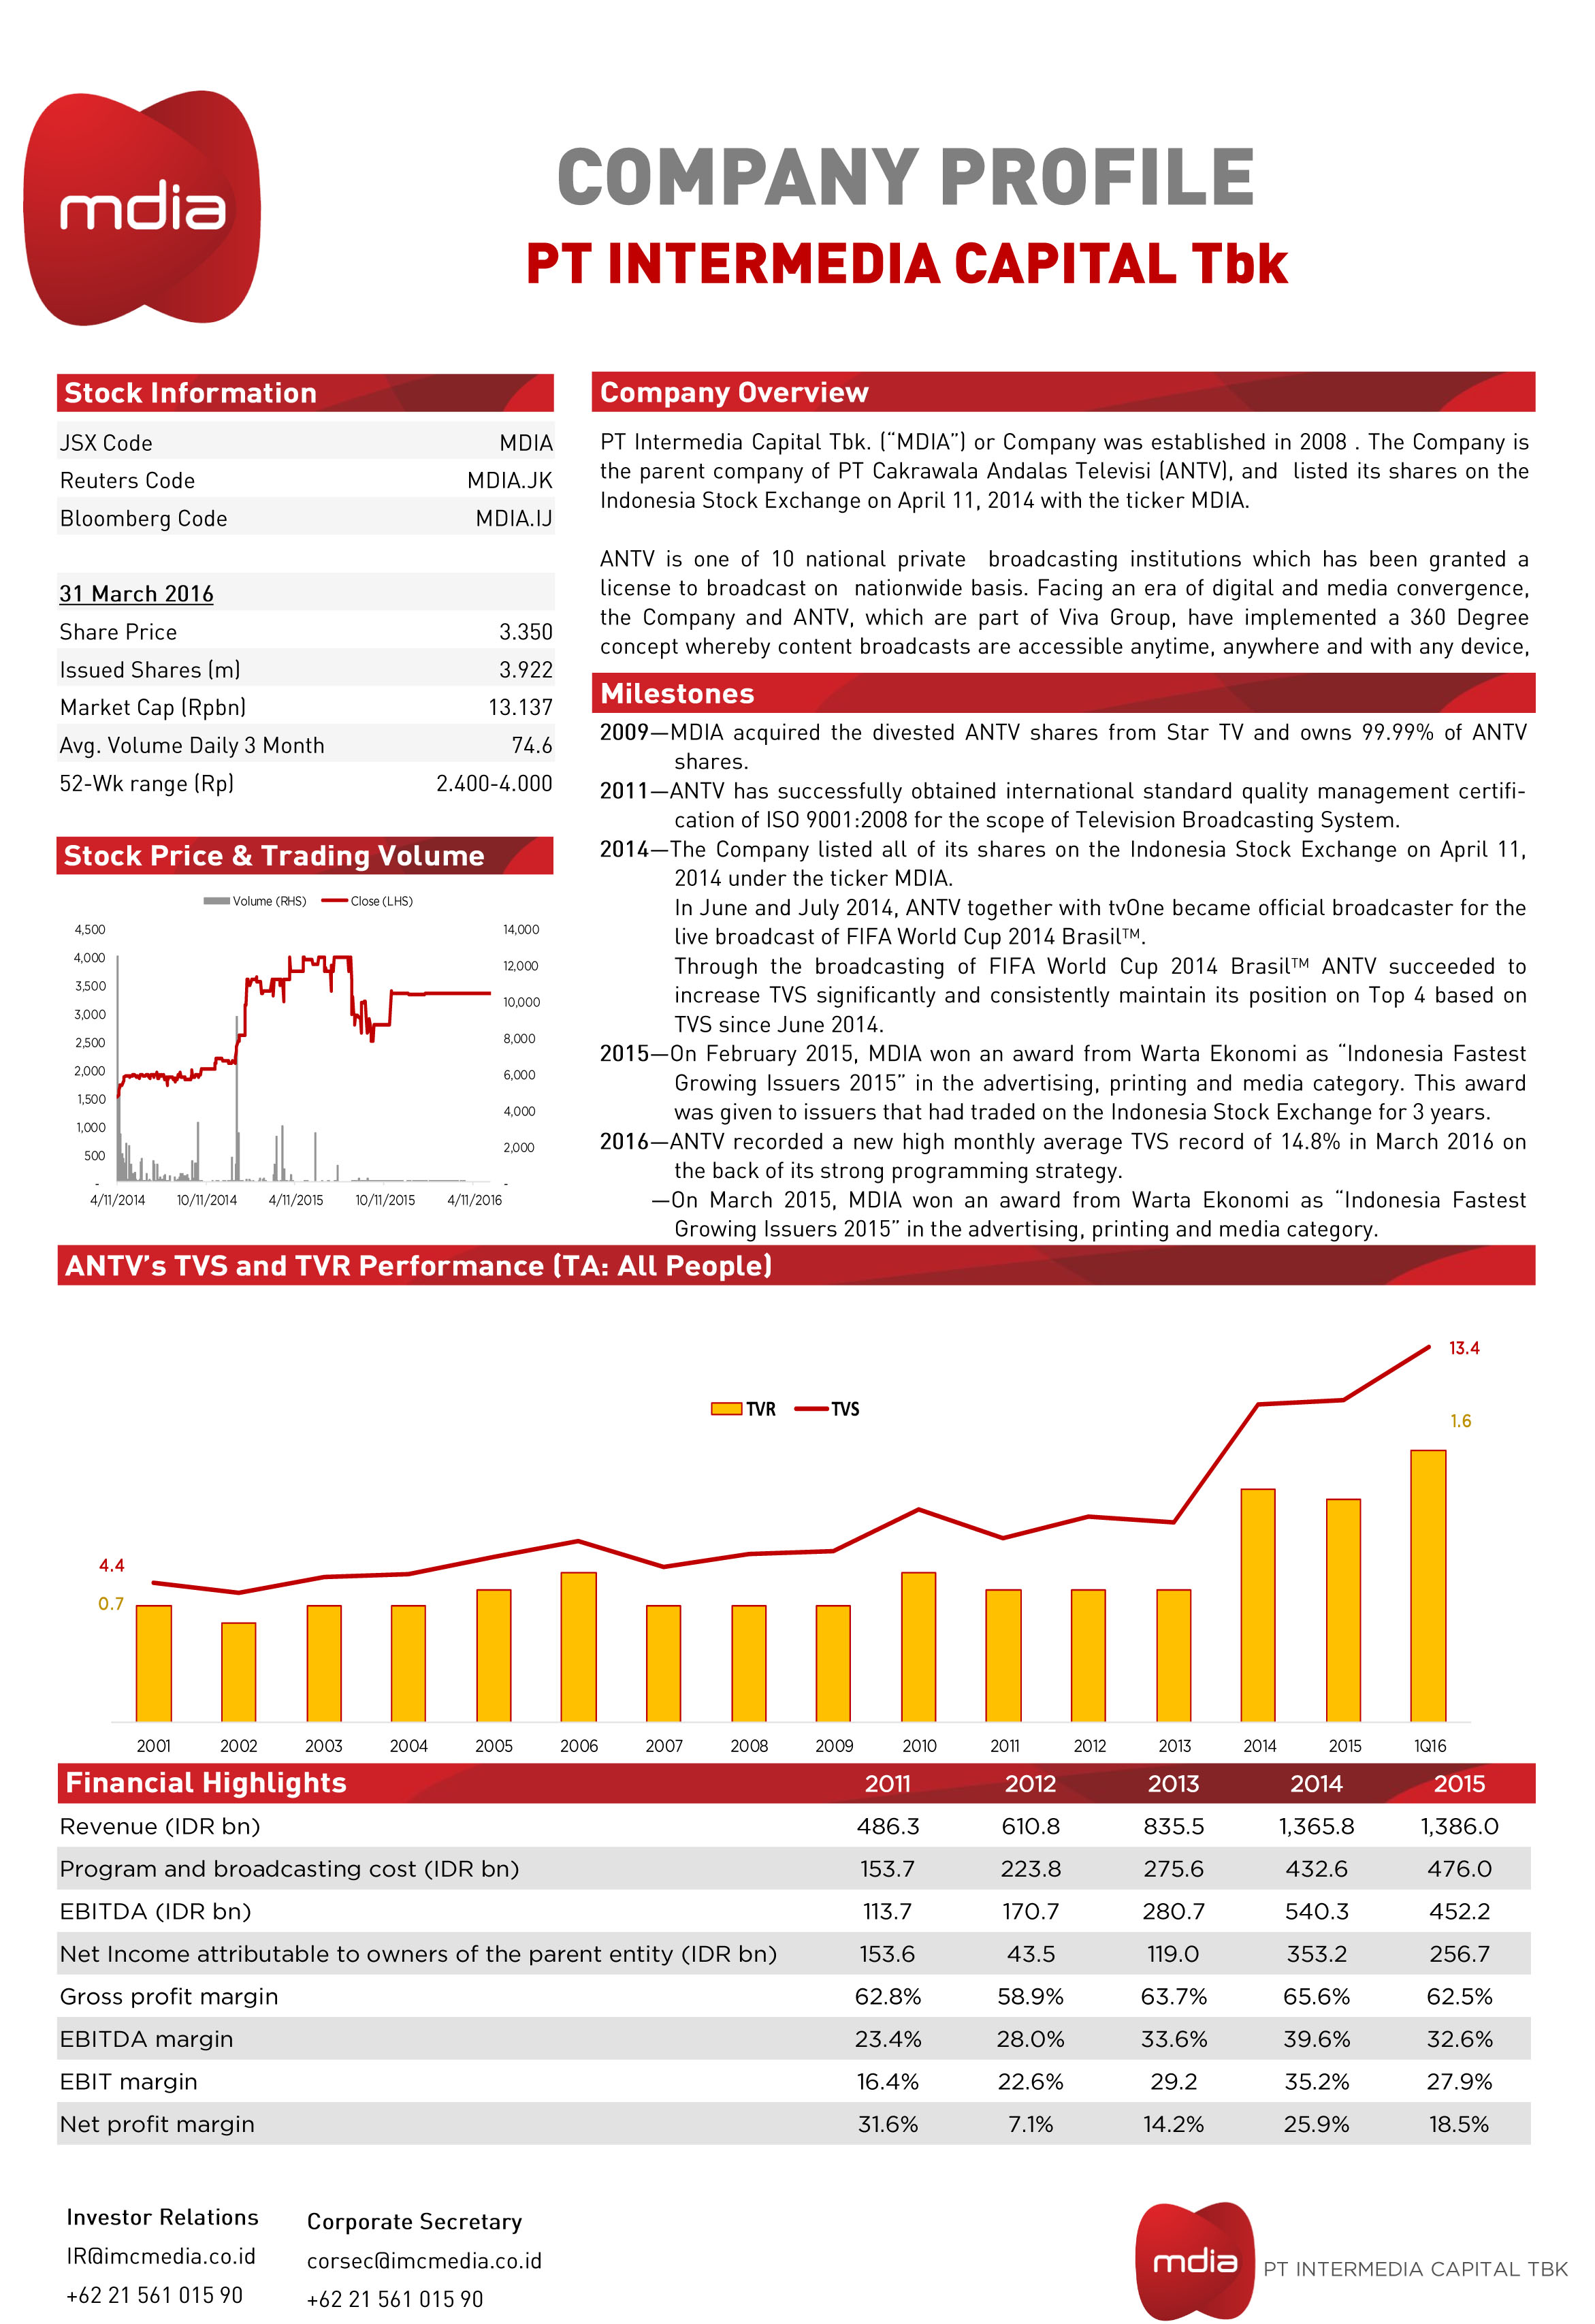 mdia
COMPANY PROFILE
PT INTERMEDIA CAPITAL Tbk
Stock Information
JSX Code MDIA
Reuters Code MDIA.JK
Bloomberg Code MDIA.IJ
31 March 2016
Share Price 3.350
Issued Shares (m) 3.922
Market Cap (Rpbn) 13.137
Avg. Volume Daily 3 Month 74.6
52-Wk range (Rp) 2.400-4.000
Stock Price & Trading Volume
Volume (RHS) Close (LHS)
4,500 14,000
4,000 12,000
3,500 10,000
3,000 8,000
2,500 6,000
2,000 4,000
1,500 2,000
1,000 -
500
-
4/11/2014 10/11/2014 4/11/2015 10/11/2015 4/11/2016
Company Overview
PT Intermedia Capital Tbk. (“MDIA”) or Company was established in 2008 . The Company is
the parent company of PT Cakrawala Andalas Televisi (ANTV), and listed its shares on the
Indonesia Stock Exchange on April 11, 2014 with the ticker MDIA.
ANTV is one of 10 national private broadcasting institutions which has been granted a
license to broadcast on nationwide basis. Facing an era of digital and media convergence,
the Company and ANTV, which are part of Viva Group, have implemented a 360 Degree
concept whereby content broadcasts are accessible anytime, anywhere and with any device,
Milestones
2009—MDIA acquired the divested ANTV shares from Star TV and owns 99.99% of ANTV
shares.
2011—ANTV has successfully obtained international standard quality management certifi-
cation of ISO 9001:2008 for the scope of Television Broadcasting System.
2014—The Company listed all of its shares on the Indonesia Stock Exchange on April 11,
2014 under the ticker MDIA.
In June and July 2014, ANTV together with tvOne became official broadcaster for the
live broadcast of FIFA World Cup 2014 Brasil™.
Through the broadcasting of FIFA World Cup 2014 Brasil™ ANTV succeeded to
increase TVS significantly and consistently maintain its position on Top 4 based on
TVS since June 2014.
2015—On February 2015, MDIA won an award from Warta Ekonomi as “Indonesia Fastest
Growing Issuers 2015” in the advertising, printing and media category. This award
was given to issuers that had traded on the Indonesia Stock Exchange for 3 years.
2016—ANTV recorded a new high monthly average TVS record of 14.8% in March 2016 on
the back of its strong programming strategy.
—On March 2015, MDIA won an award from Warta Ekonomi as “Indonesia Fastest
Growing Issuers 2015” in the advertising, printing and media category.
ANTV’s TVS and TVR Performance (TA: All People)
13.4
TVR TVS
1.6
4.4
0.7
2001 2002 2003 2004 2005 2006 2007 2008 2009 2010 2011 2012 2013 2014 2015 1Q16
Financial Highlights 2011 2012 2013 2014 2015
Revenue (IDR bn) 486.3 610.8 835.5 1,365.8 1,386.0
Program and broadcasting cost (IDR bn) 153.7 223.8 275.6 432.6 476.0
EBITDA (IDR bn) 113.7 170.7 280.7 540.3 452.2
Net Income attributable to owners of the parent entity (IDR bn) 153.6 43.5 119.0 353.2 256.7
Gross profit margin 62.8% 58.9% 63.7% 65.6% 62.5%
EBITDA margin 23.4% 28.0% 33.6% 39.6% 32.6%
EBIT margin 16.4% 22.6% 29.2 35.2% 27.9%
Net profit margin 31.6% 7.1% 14.2% 25.9% 18.5%
Investor Relations
IR@imcmedia.co.id
+62 21 561 015 90
Corporate Secretary
corsec@imcmedia.co.id
+62 21 561 015 90
mdia
PT INTERMEDIA CAPITAL TBK